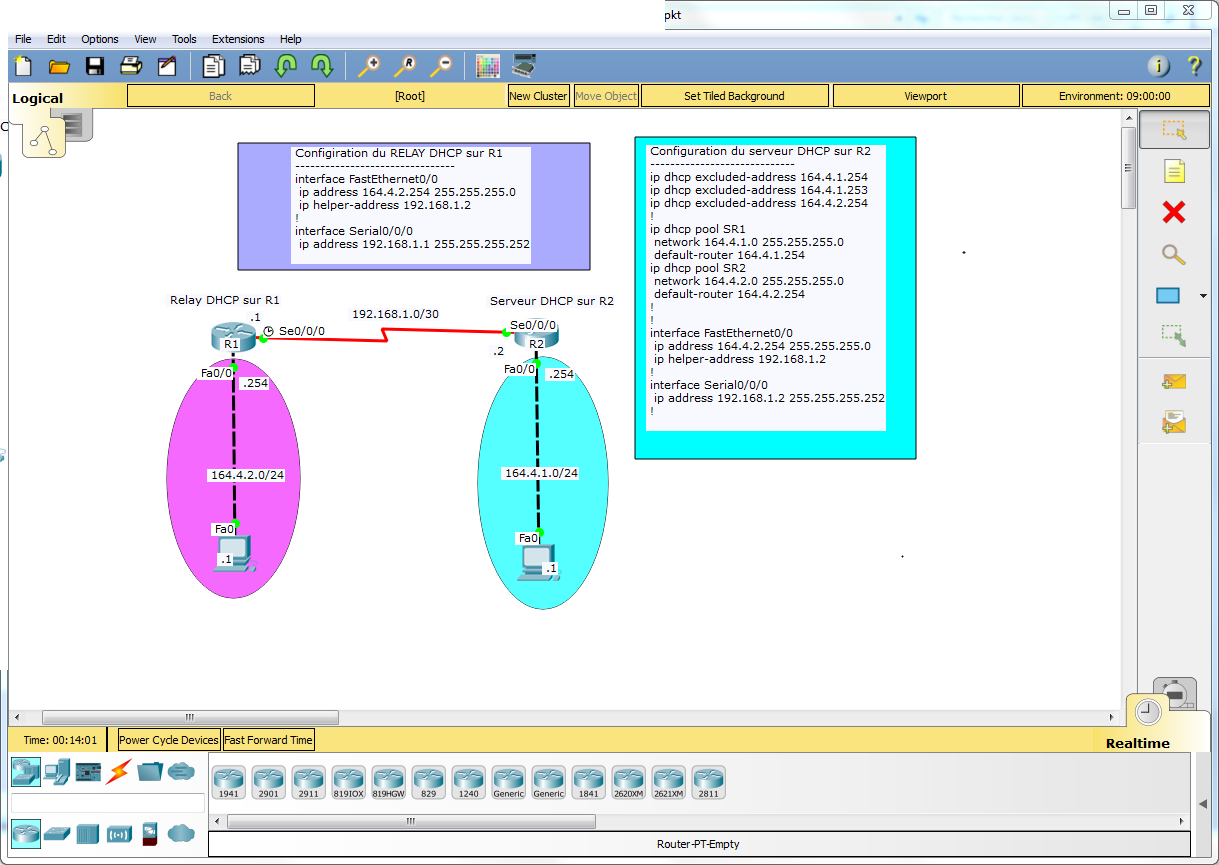 pkt
File Edit Options View Tools Extensions Help
Logical
Back
[Root]
New Cluster
Move Object
Set Tiled Background
Viewport
Environment: 09:00:00
Configiration du RELAY DHCP sur R1
-----------------------------
interface FastEthernet0/0
ip address 164.4.2.254 255.255.255.0
ip helper-address 192.168.1.2
!
interface Serial0/0/0
ip address 192.168.1.1 255.255.255.252
Configuration du serveur DHCP sur R2
--------------------------
ip dhcp excluded-address 164.4.1.254
ip dhcp excluded-address 164.4.1.253
ip dhcp excluded-address 164.4.2.254
!
ip dhcp pool SR1
network 164.4.1.0 255.255.255.0
default-router 164.4.1.254
ip dhcp pool SR2
network 164.4.2.0 255.255.255.0
default-router 164.4.2.254
!
!
interface FastEthernet0/0
ip address 164.4.2.254 255.255.255.0
ip helper-address 192.168.1.2
!
interface Serial0/0/0
ip address 192.168.1.2 255.255.255.252
!
Relay DHCP sur R1
.1
Se0/0/0
R1
192.168.1.0/30
Serveur DHCP sur R2
Se0/0/0
R2
.2
Fa0/0
.254
Fa0/0
.254
164.4.2.0/24
164.4.1.0/24
Fa0
.1
Fa0
.1
Time: 00:14:01
Power Cycle Devices
Fast Forward Time
Realtime
1941
2901
2911
819IOX
819HGW
829
1240
Generic
Generic
1841
2620XM
2621XM
2811
Router-PT-Empty